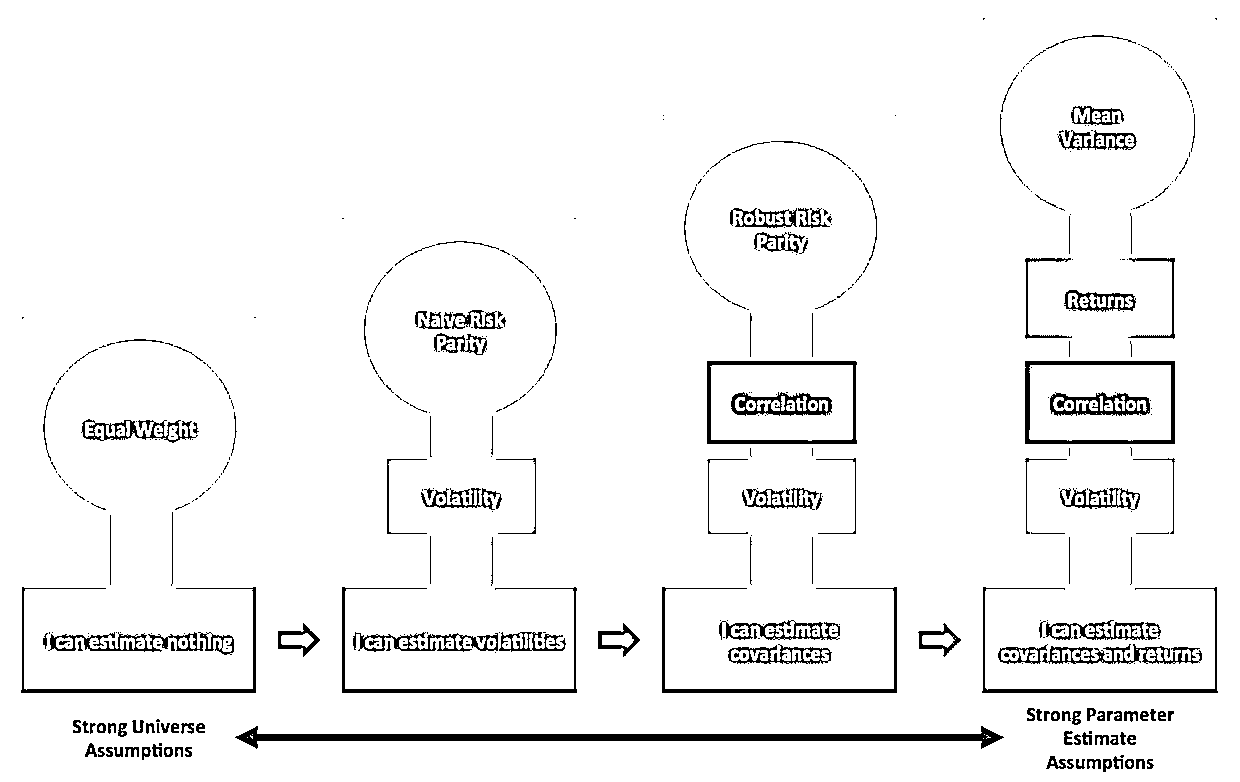 Equal Weight
I can estimate nothing
Naïve Risk
Parity
Volatility
I can estimate volatilities
Robust Risk
Parity
Correlation
Volatility
I can estimate
covariances
Mean
Variance
Returns
Correlation
Volatility
I can estimate
covariances and returns
Strong Universe
Assumptions
Strong Parameter
Estimate
Assumptions